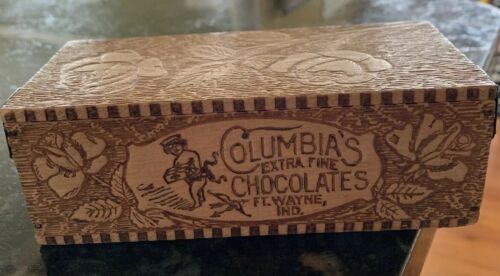 COLUMBIA'S
EXTRA FINE
CHOCOLATES
FT. WAYNE,
IND.